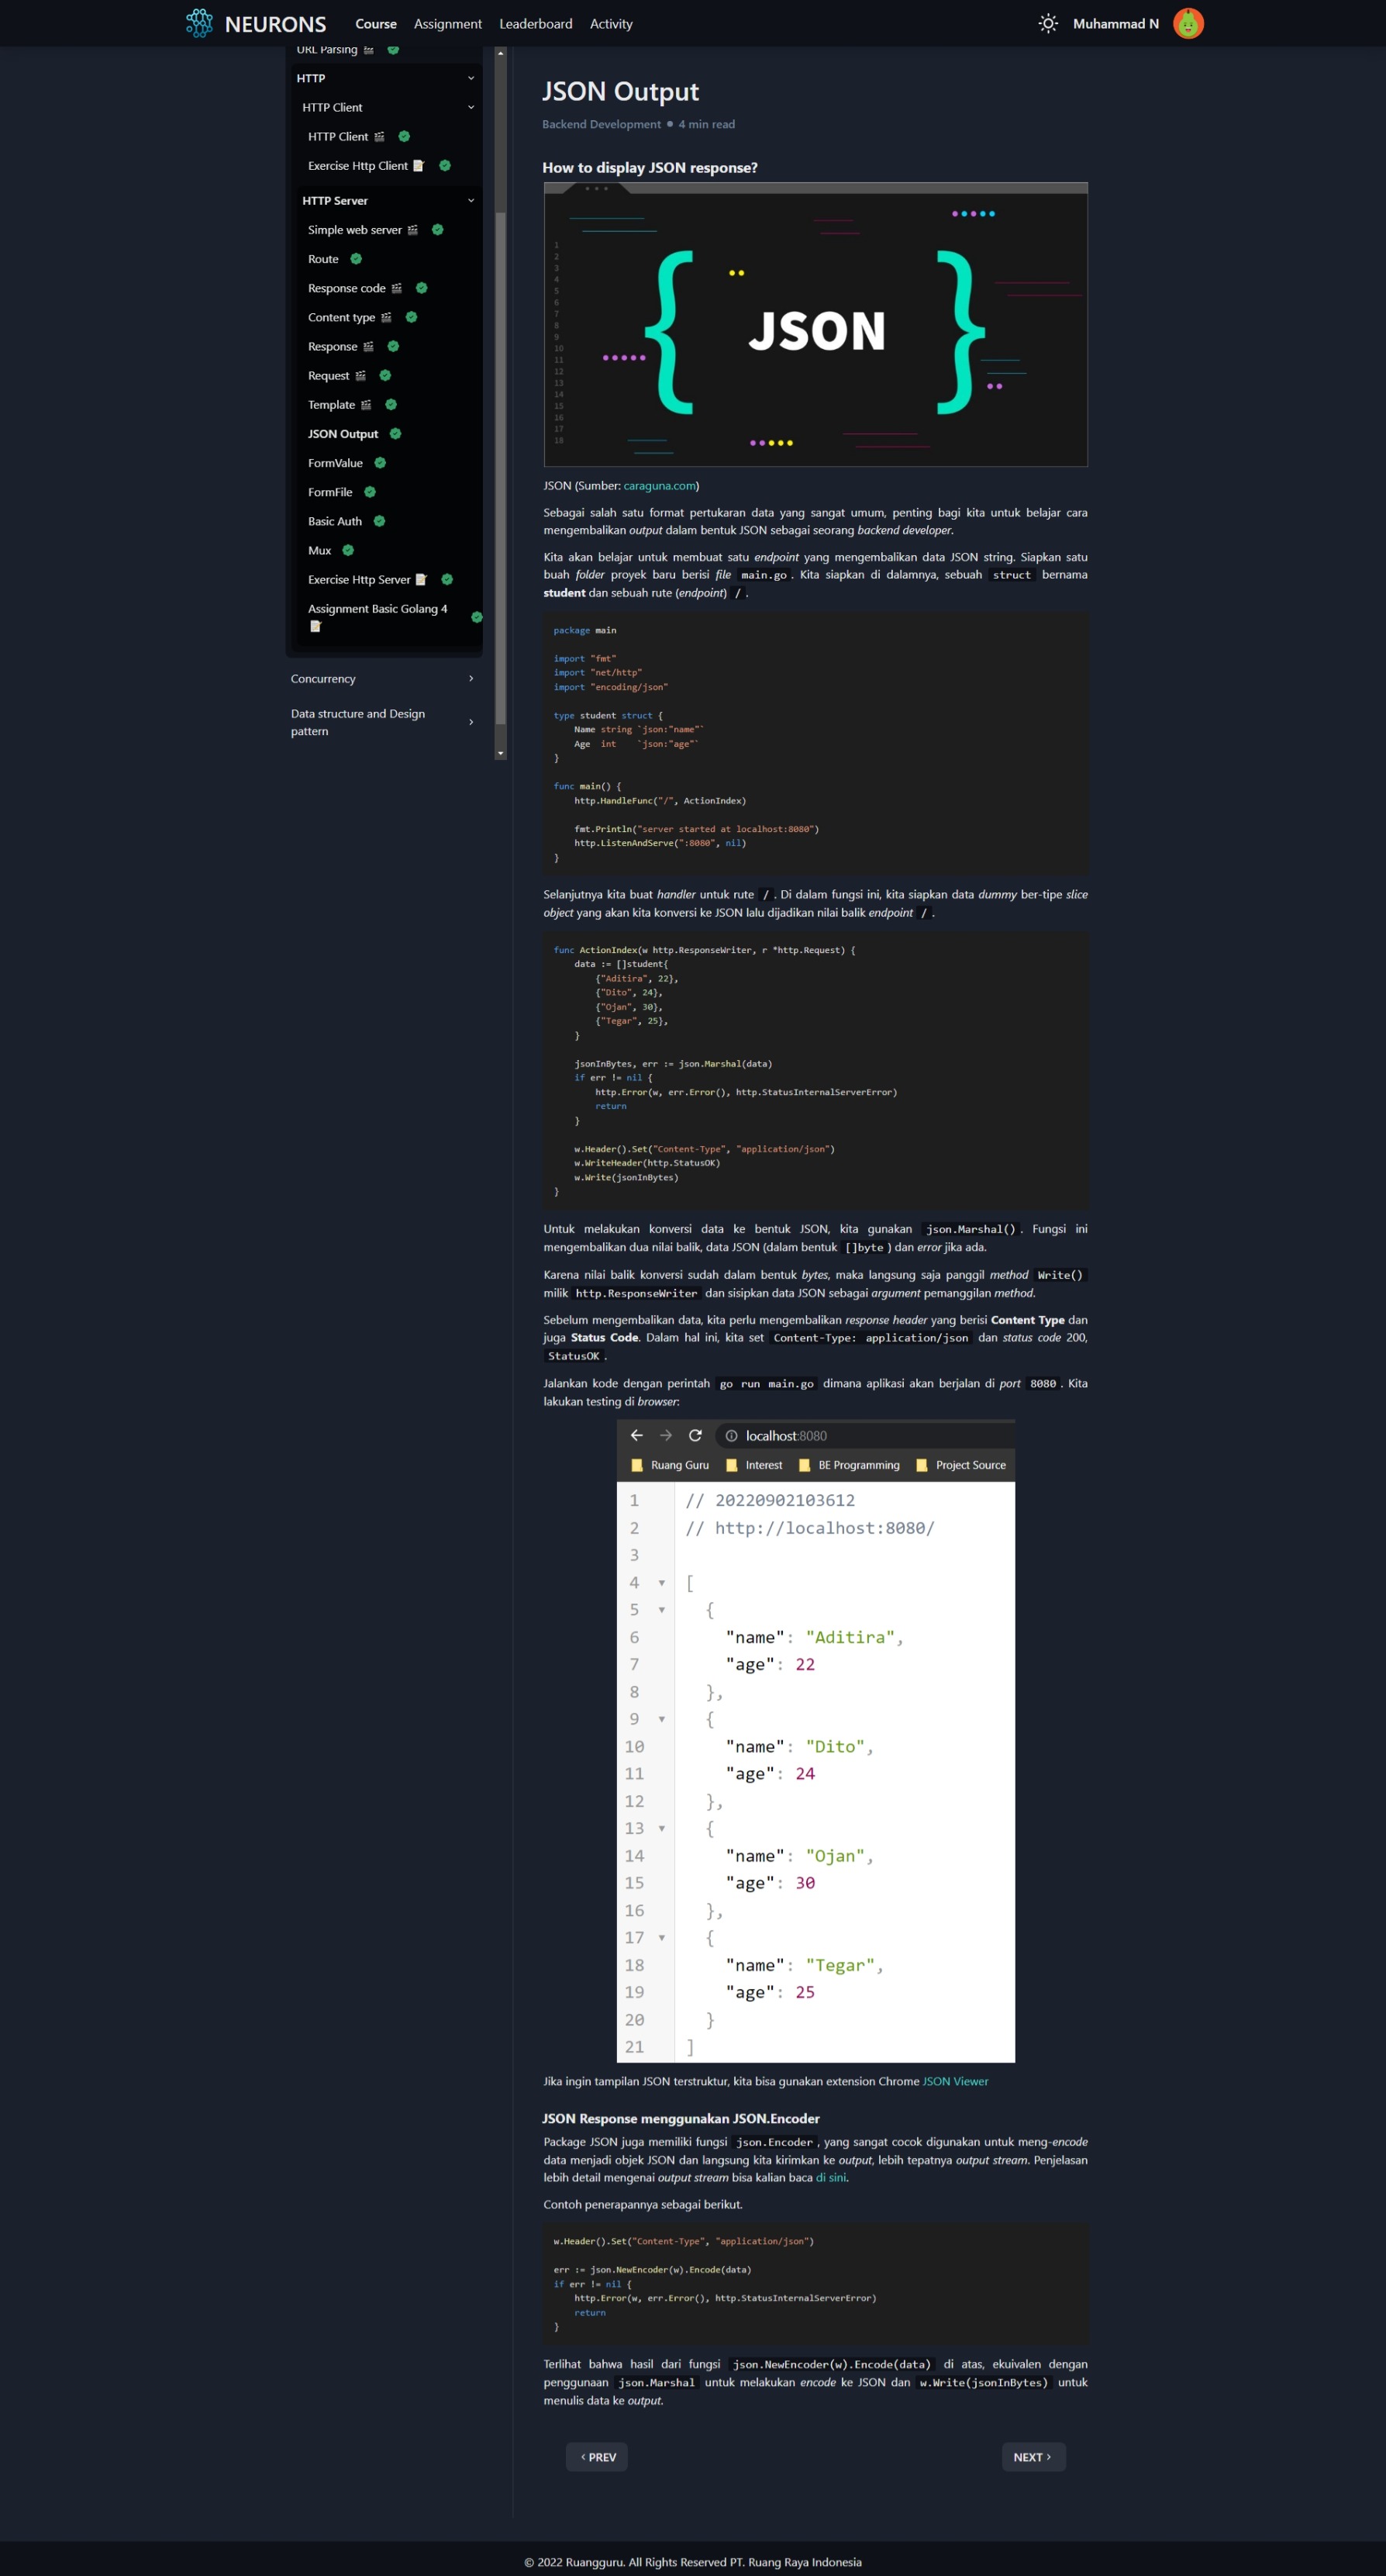 NEURONS
Course
Assignment
Leaderboard
Activity
Muhammad N
URL Parsing
HTTP
HTTP Client
HTTP Client
Exercise Http Client
HTTP Server
Simple web server
Route
Response code
Content type
Response
Request
Template
JSON Output
FormValue
FormFile
Basic Auth
Mux
Exercise Http Server
Assignment Basic Golang 4
Concurrency
Data structure and Design
pattern
JSON Output
Backend Development ● 4 min read
How to display JSON response?
1
2
3
4
5
6
7
8
9
10
11
12
13
14
15
16
17
18
{ JSON }
JSON (Sumber: caraguna.com)
Sebagai salah satu format pertukaran data yang sangat umum, penting bagi kita untuk belajar cara
mengembalikan output dalam bentuk JSON sebagai seorang backend developer.
Kita akan belajar untuk membuat satu endpoint yang mengembalikan data JSON string. Siapkan satu
buah folder proyek baru berisi file main.go. Kita siapkan di dalamnya, sebuah struct bernama
student dan sebuah rute (endpoint) /.
package main
import "fmt"
import "net/http"
import "encoding/json"
type student struct {
    Name string `json:"name"`
    Age  int    `json:"age"`
}
func main() {
    http.HandleFunc("/", ActionIndex)
    fmt.Println("server started at localhost:8080")
    http.ListenAndServe(":8080", nil)
}
Selanjutnya kita buat handler untuk rute /. Di dalam fungsi ini, kita siapkan data dummy ber-tipe slice
object yang akan kita konversi ke JSON lalu dijadikan nilai balik endpoint /.
func ActionIndex(w http.ResponseWriter, r *http.Request) {
    data := []student{
        {"Aditira", 22},
        {"Dito", 24},
        {"Ojan", 30},
        {"Tegar", 25},
    }
    jsonInBytes, err := json.Marshal(data)
    if err != nil {
        http.Error(w, err.Error(), http.StatusInternalServerError)
        return
    }
    w.Header().Set("Content-Type", "application/json")
    w.WriteHeader(http.StatusOK)
    w.Write(jsonInBytes)
}
Untuk melakukan konversi data ke bentuk JSON, kita gunakan json.Marshal(). Fungsi ini
mengembalikan dua nilai balik, data JSON (dalam bentuk []byte) dan error jika ada.
Karena nilai balik konversi sudah dalam bentuk bytes, maka langsung saja panggil method Write()
milik http.ResponseWriter dan sisipkan data JSON sebagai argument pemanggilan method.
Sebelum mengembalikan data, kita perlu mengembalikan response header yang berisi Content Type dan
juga Status Code. Dalam hal ini, kita set Content-Type: application/json dan status code 200,
StatusOK.
Jalankan kode dengan perintah go run main.go dimana aplikasi akan berjalan di port 8080. Kita
lakukan testing di browser:
localhost:8080
Ruang Guru
Interest
BE Programming
Project Source
1 // 20220902103612
2 // http://localhost:8080/
3
4 [
5 {
6 "name": "Aditira",
7 "age": 22
8 },
9 {
10 "name": "Dito",
11 "age": 24
12 },
13 {
14 "name": "Ojan",
15 "age": 30
16 },
17 {
18 "name": "Tegar",
19 "age": 25
20 }
21 ]
Jika ingin tampilan JSON terstruktur, kita bisa gunakan extension Chrome JSON Viewer
JSON Response menggunakan JSON.Encoder
Package JSON juga memiliki fungsi json.Encoder, yang sangat cocok digunakan untuk meng-encode
data menjadi objek JSON dan langsung kita kirimkan ke output, lebih tepatnya output stream. Penjelasan
lebih detail mengenai output stream bisa kalian baca di sini.
Contoh penerapannya sebagai berikut.
w.Header().Set("Content-Type", "application/json")
err := json.NewEncoder(w).Encode(data)
if err != nil {
    http.Error(w, err.Error(), http.StatusInternalServerError)
    return
}
Terlihat bahwa hasil dari fungsi json.NewEncoder(w).Encode(data) di atas, ekuivalen dengan
penggunaan json.Marshal untuk melakukan encode ke JSON dan w.Write(jsonInBytes) untuk
menulis data ke output.
‹ PREV
NEXT ›
© 2022 Ruangguru. All Rights Reserved PT. Ruang Raya Indonesia